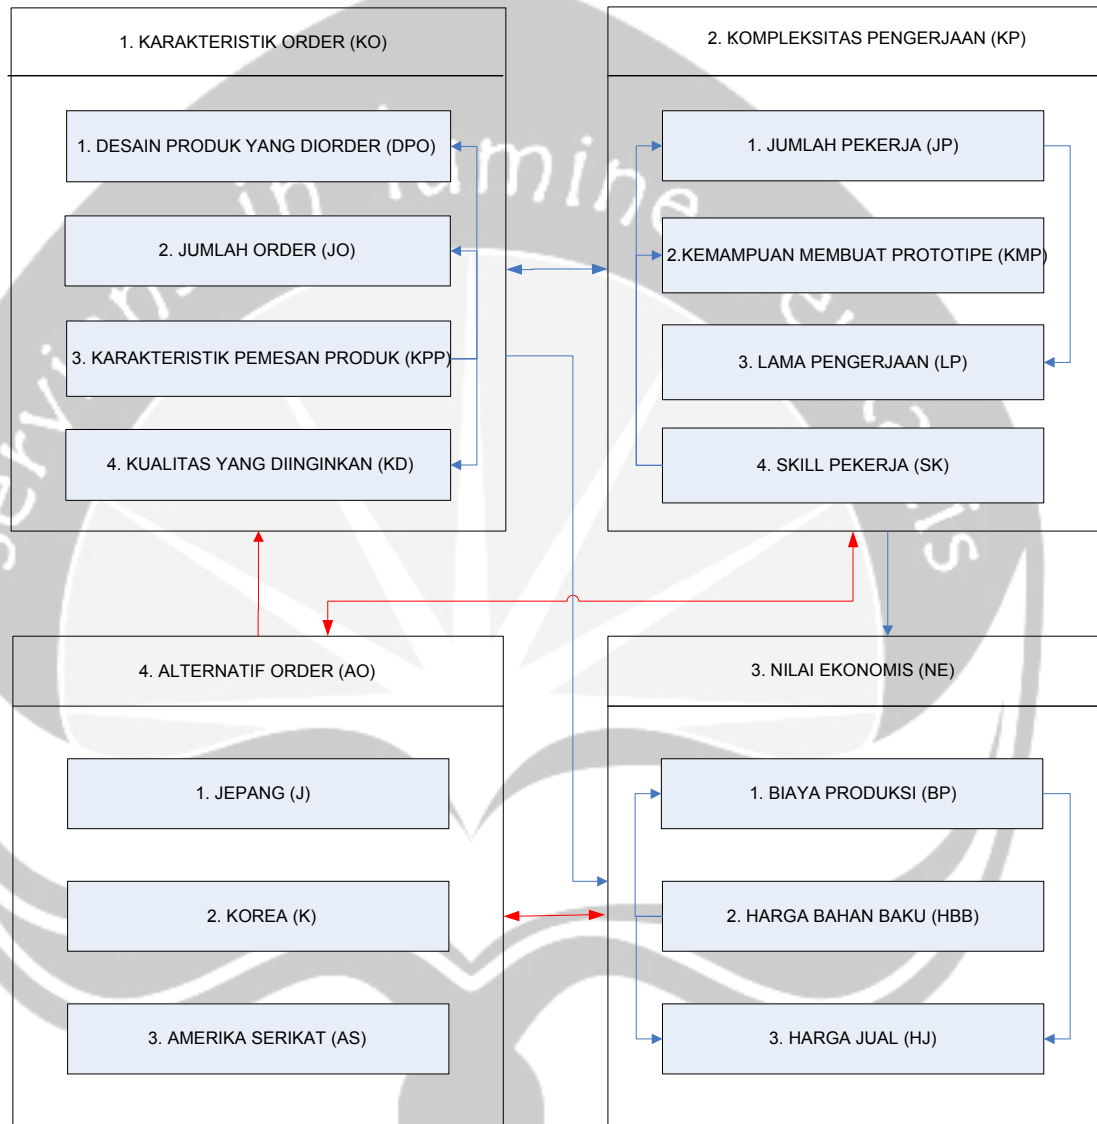 1. KARAKTERISTIK ORDER (KO)
1. DESAIN PRODUK YANG DIORDER (DPO)
2. JUMLAH ORDER (JO)
3. KARAKTERISTIK PEMESAN PRODUK (KPP)
4. KUALITAS YANG DIINGINKAN (KD)
2. KOMPLEKSITAS PENGERJAAN (KP)
1. JUMLAH PEKERJA (JP)
2.KEMAMPUAN MEMBUAT PROTOTIPE (KMP)
3. LAMA PENGERJAAN (LP)
4. SKILL PEKERJA (SK)
4. ALTERNATIF ORDER (AO)
1. JEPANG (J)
2. KOREA (K)
3. AMERIKA SERIKAT (AS)
3. NILAI EKONOMIS (NE)
1. BIAYA PRODUKSI (BP)
2. HARGA BAHAN BAKU (HBB)
3. HARGA JUAL (HJ)
in lumine